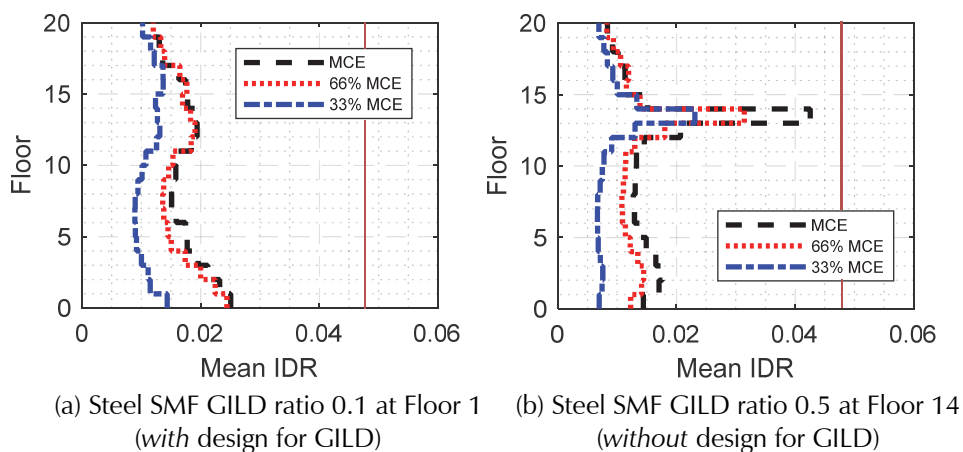 20
15
10
5
0
Floor
MCE
66% MCE
33% MCE
0 0.02 0.04 0.06
Mean IDR
(a) Steel SMF GILD ratio 0.1 at Floor 1
(with design for GILD)
20
15
10
5
0
Floor
MCE
66% MCE
33% MCE
0 0.02 0.04 0.06
Mean IDR
(b) Steel SMF GILD ratio 0.5 at Floor 14
(without design for GILD)